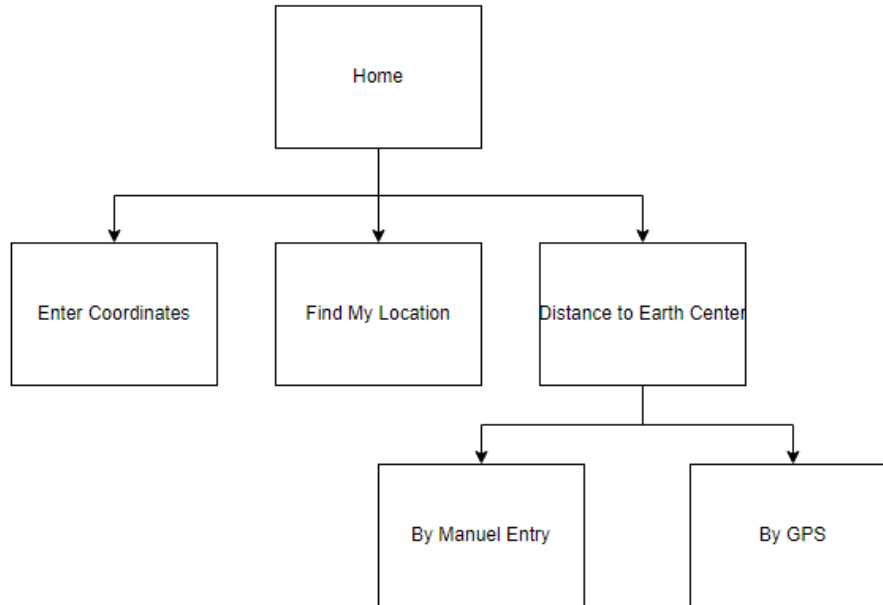 Home
Enter Coordinates
Find My Location
Distance to Earth Center
By Manuel Entry
By GPS